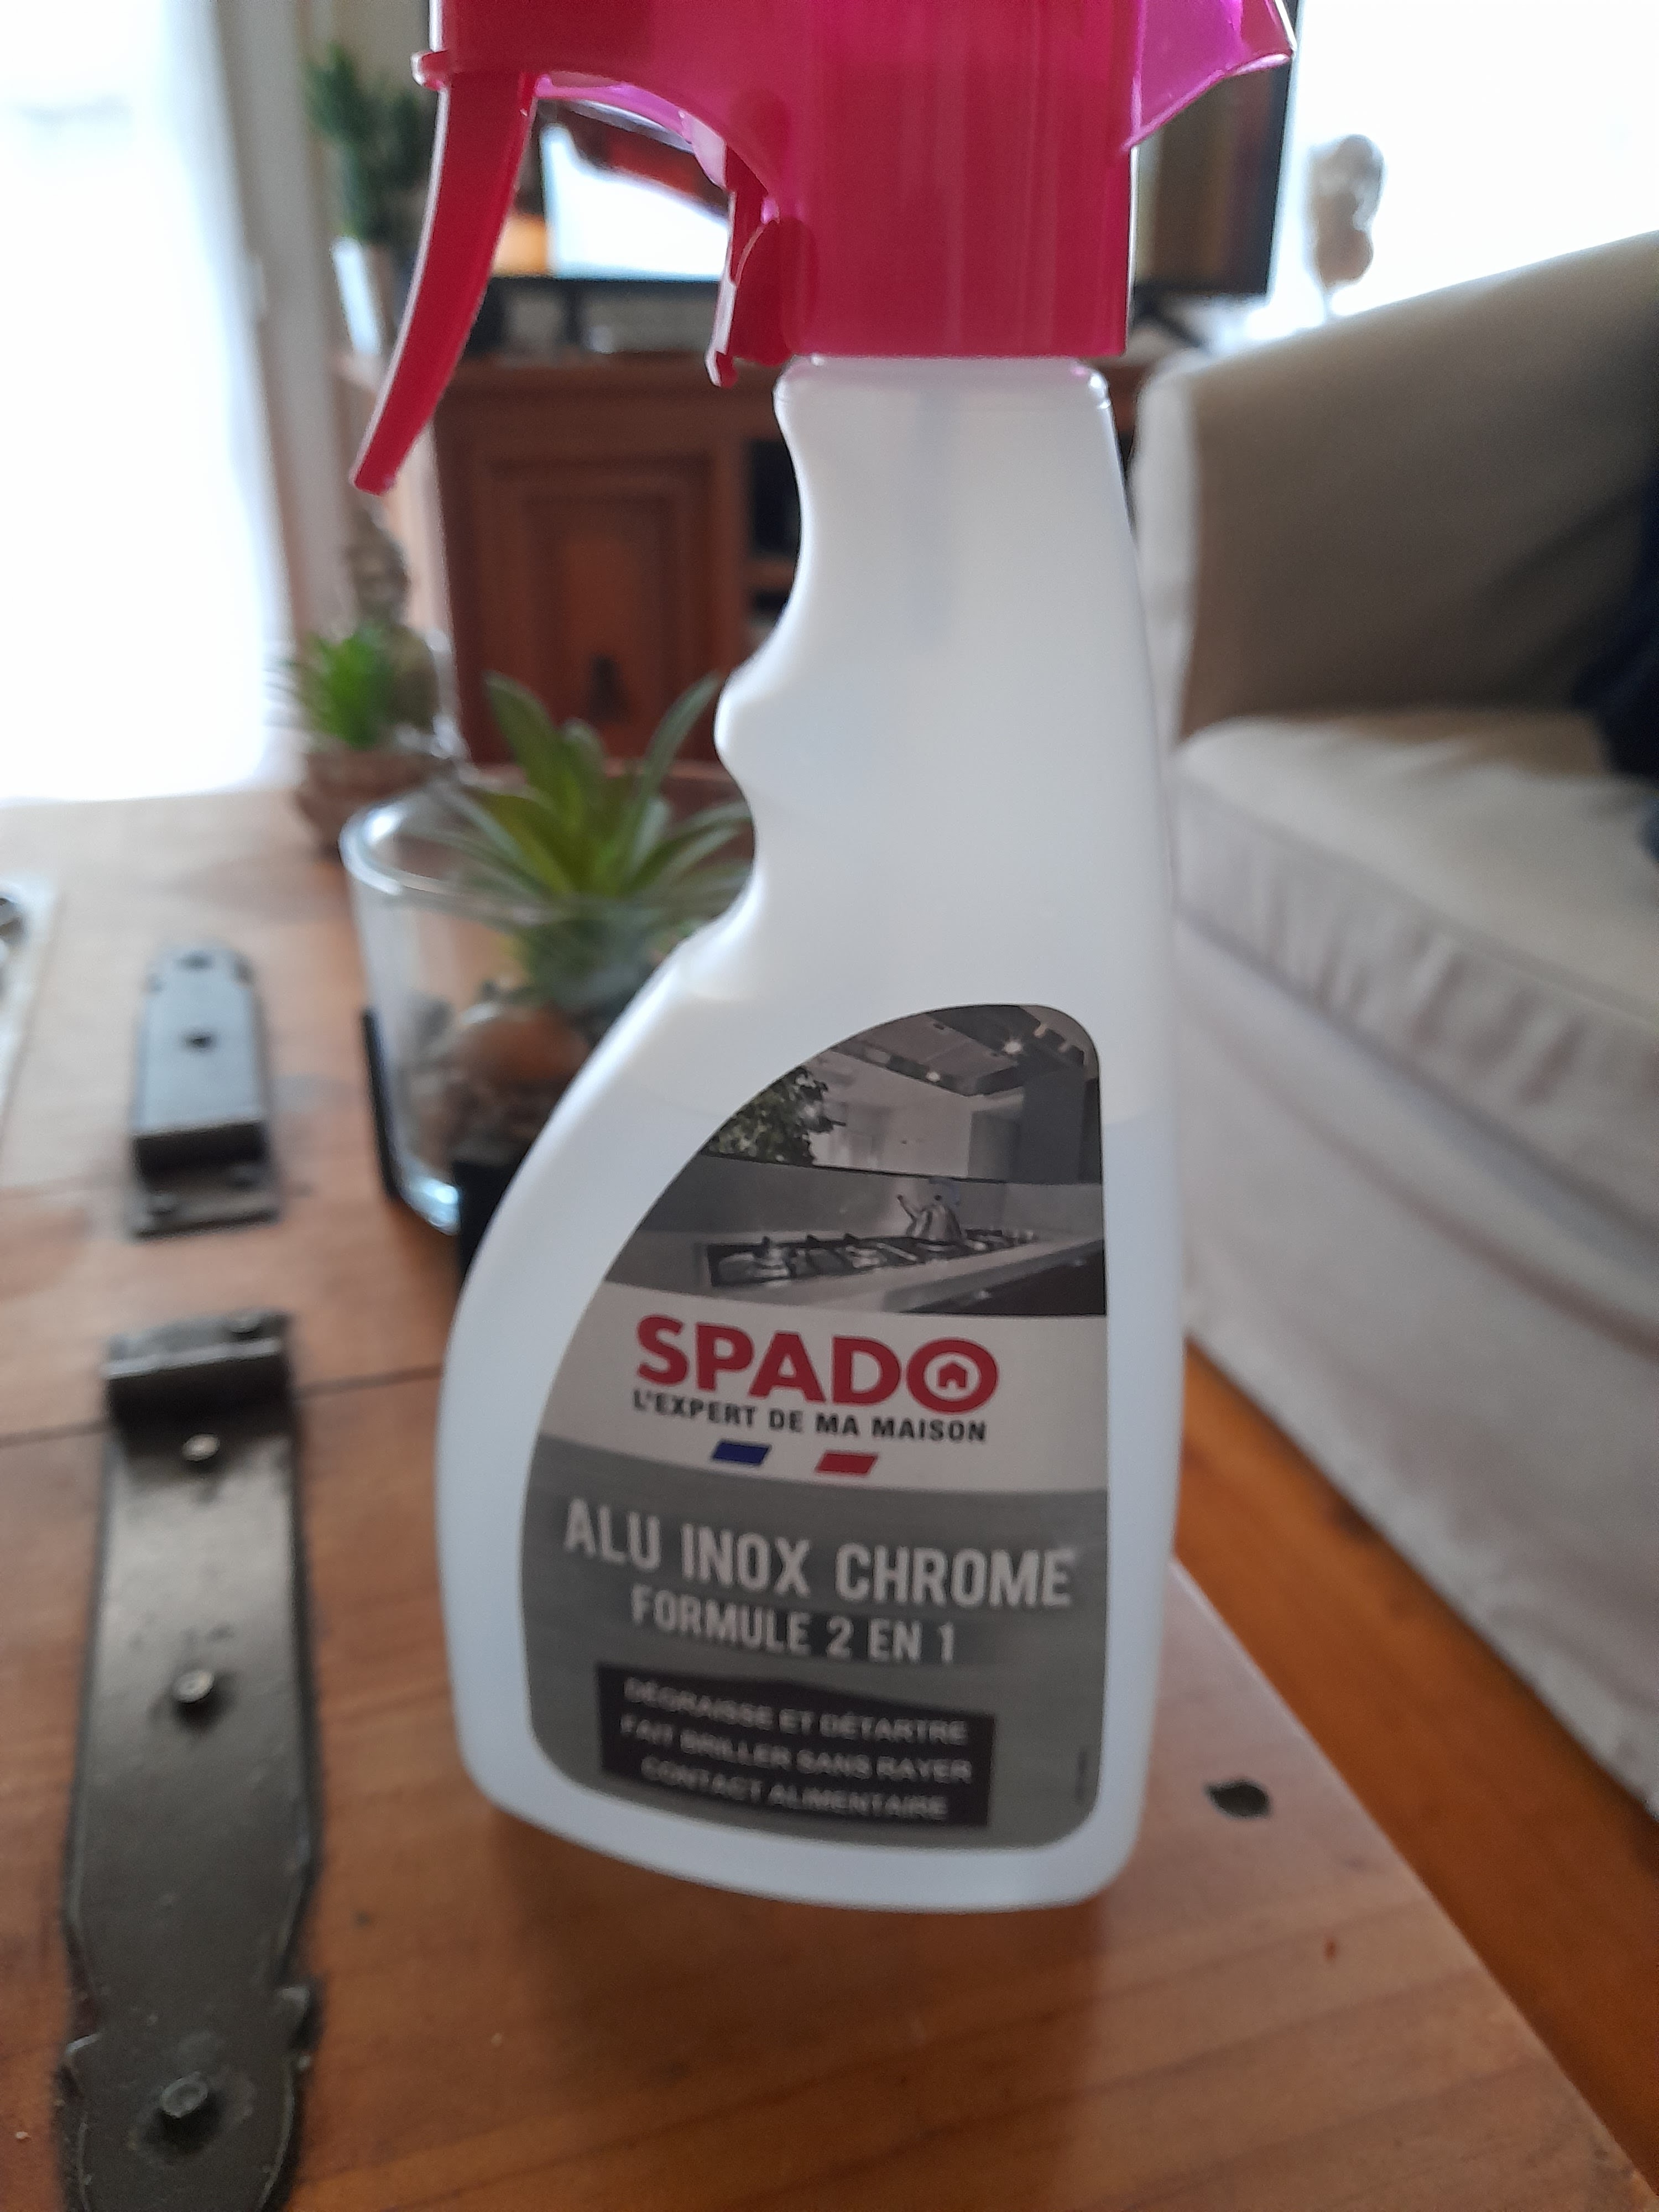 SPADO
L'EXPERT DE MA MAISON
ALU INOX CHROME
FORMULE 2 EN 1
DÉGRAISSE ET DÉTARTRE
FAIT BRILLER SANS RAYER
CONTACT ALIMENTAIRE